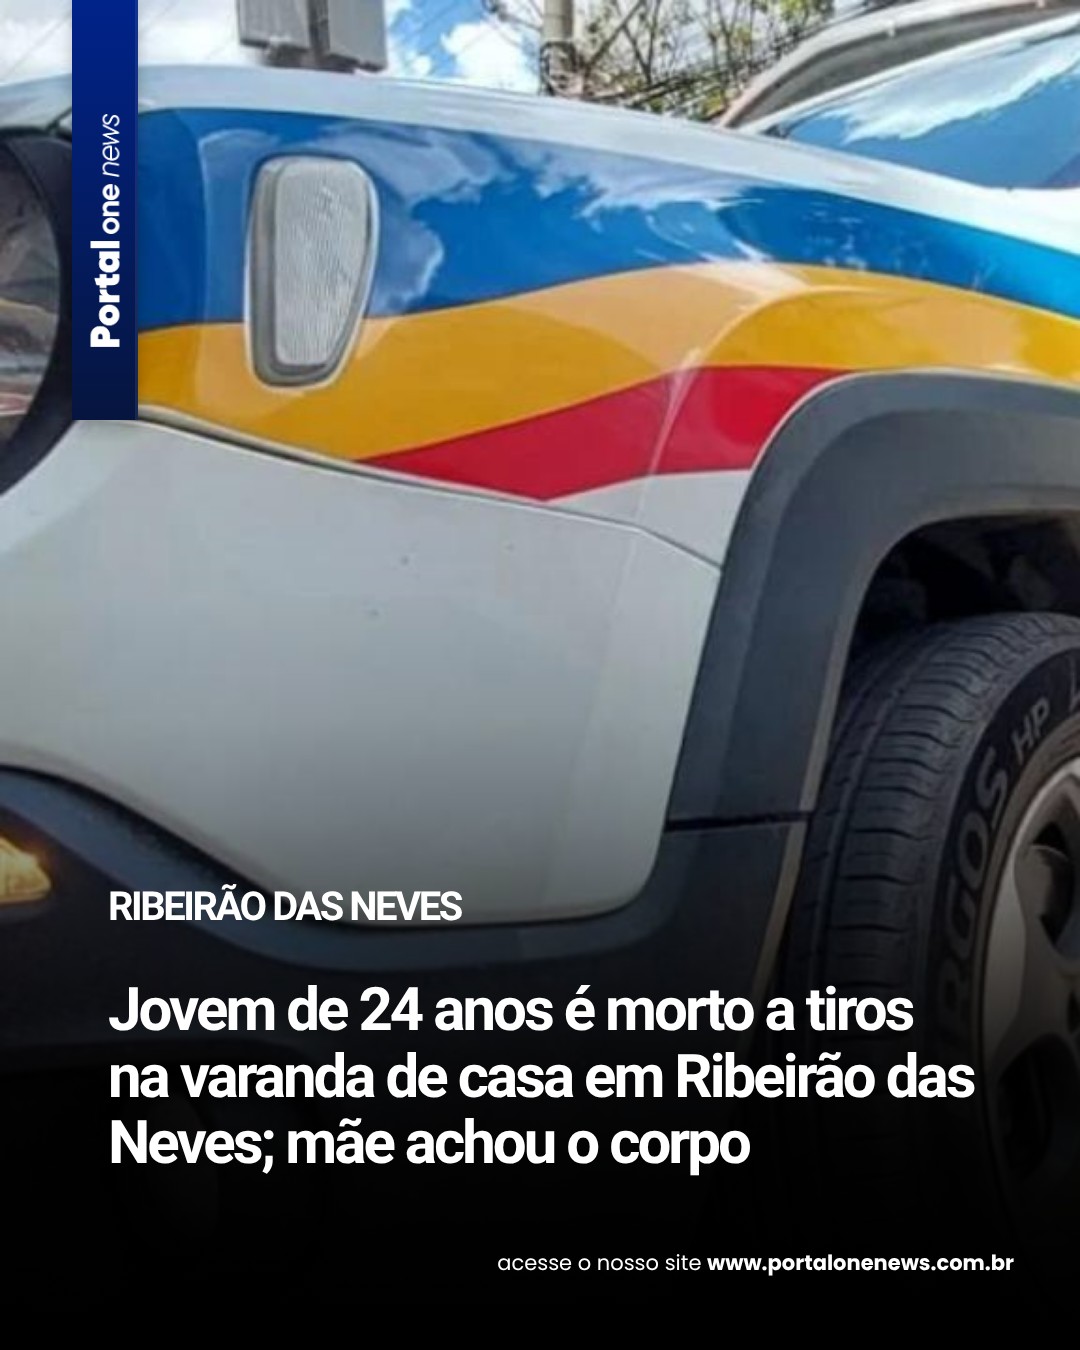 Portal one news
HP
RIBEIRÃO DAS NEVES
Jovem de 24 anos é morto a tiros
na varanda de casa em Ribeirão das
Neves; mãe achou o corpo
acesse o nosso site www.portalonenews.com.br